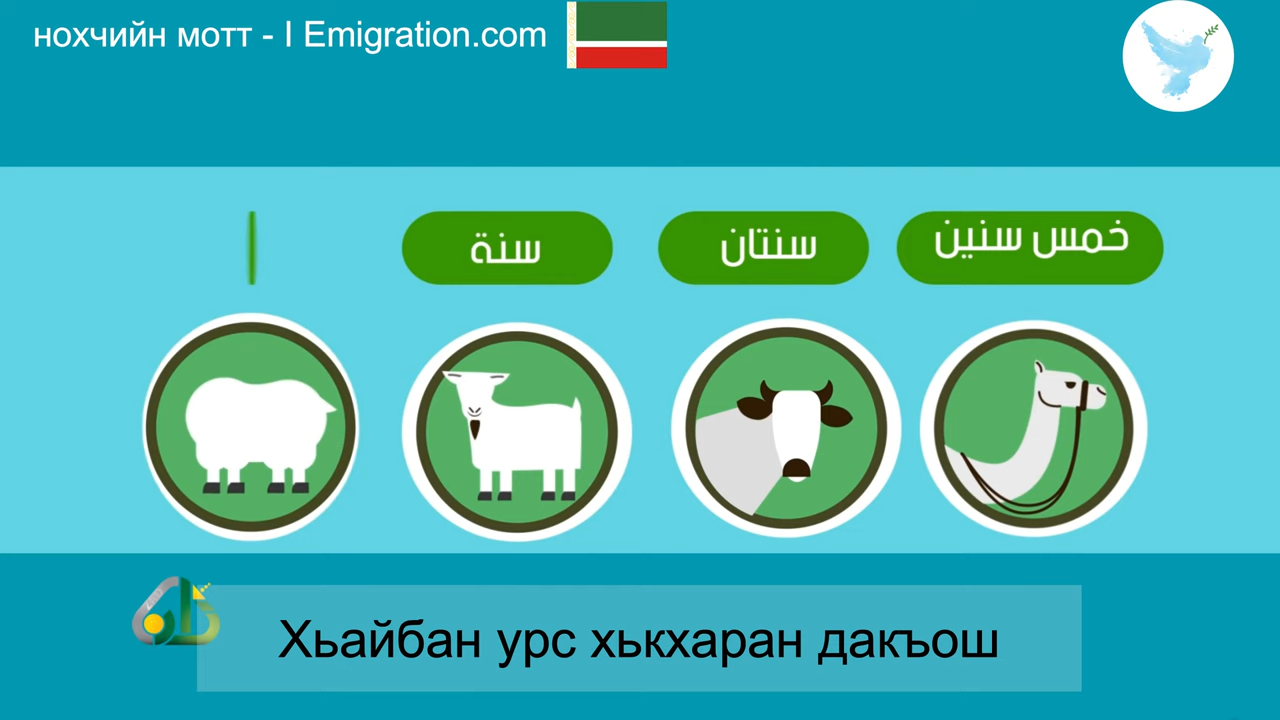 нохчийн мотт - I Emigration.com
سنة
سنتان
خمس سنين
Хьайбан урс хькхаран дакъош